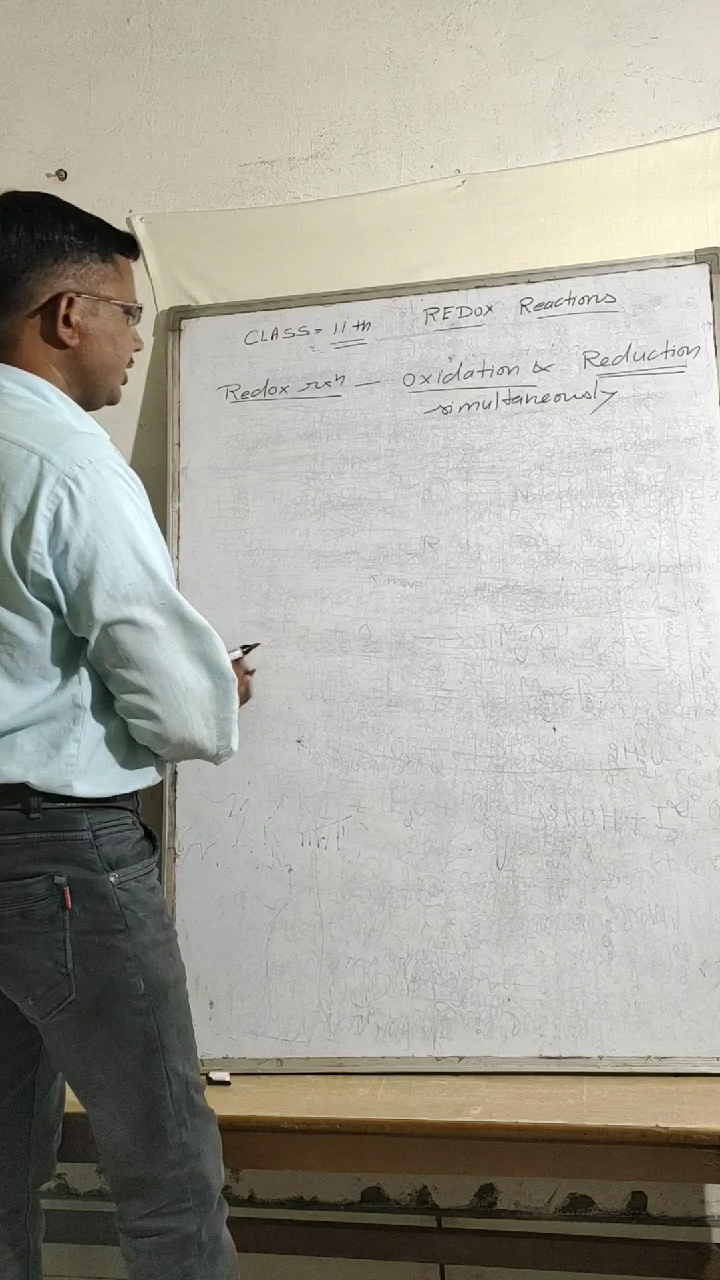 CLASS = 11th REDOX Reactions
Redox rxn — Oxidation & Reduction
simultaneously